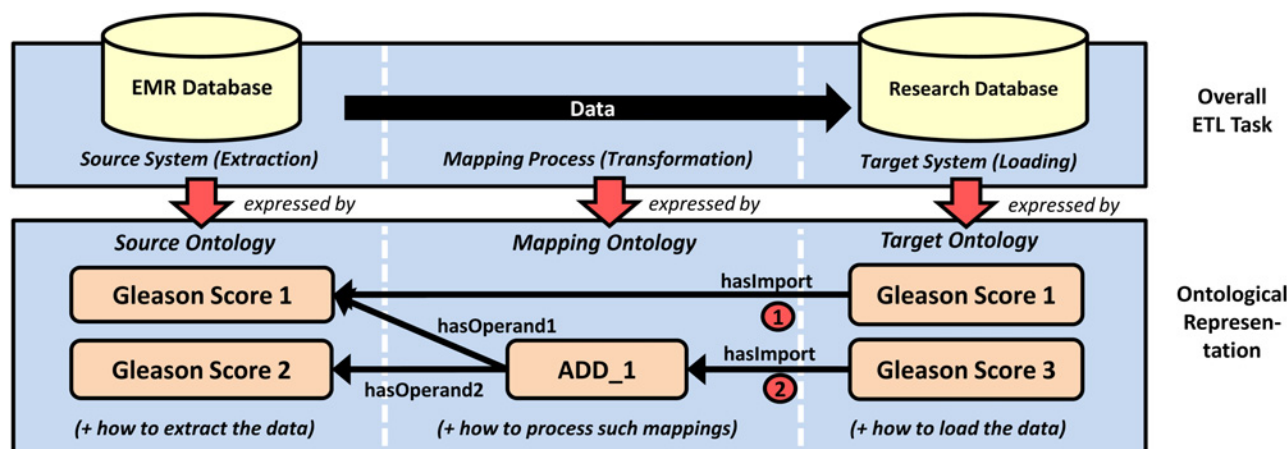 EMR Database
Research Database
Data
Overall
ETL Task
Source System (Extraction)
Mapping Process (Transformation)
Target System (Loading)
expressed by
expressed by
expressed by
Source Ontology
Mapping Ontology
Target Ontology
Gleason Score 1
hasImport
1
Gleason Score 1
hasOperand1
Ontological
Represen-
tation
Gleason Score 2
hasOperand2
ADD_1
hasImport
2
Gleason Score 3
(+ how to extract the data)
(+ how to process such mappings)
(+ how to load the data)